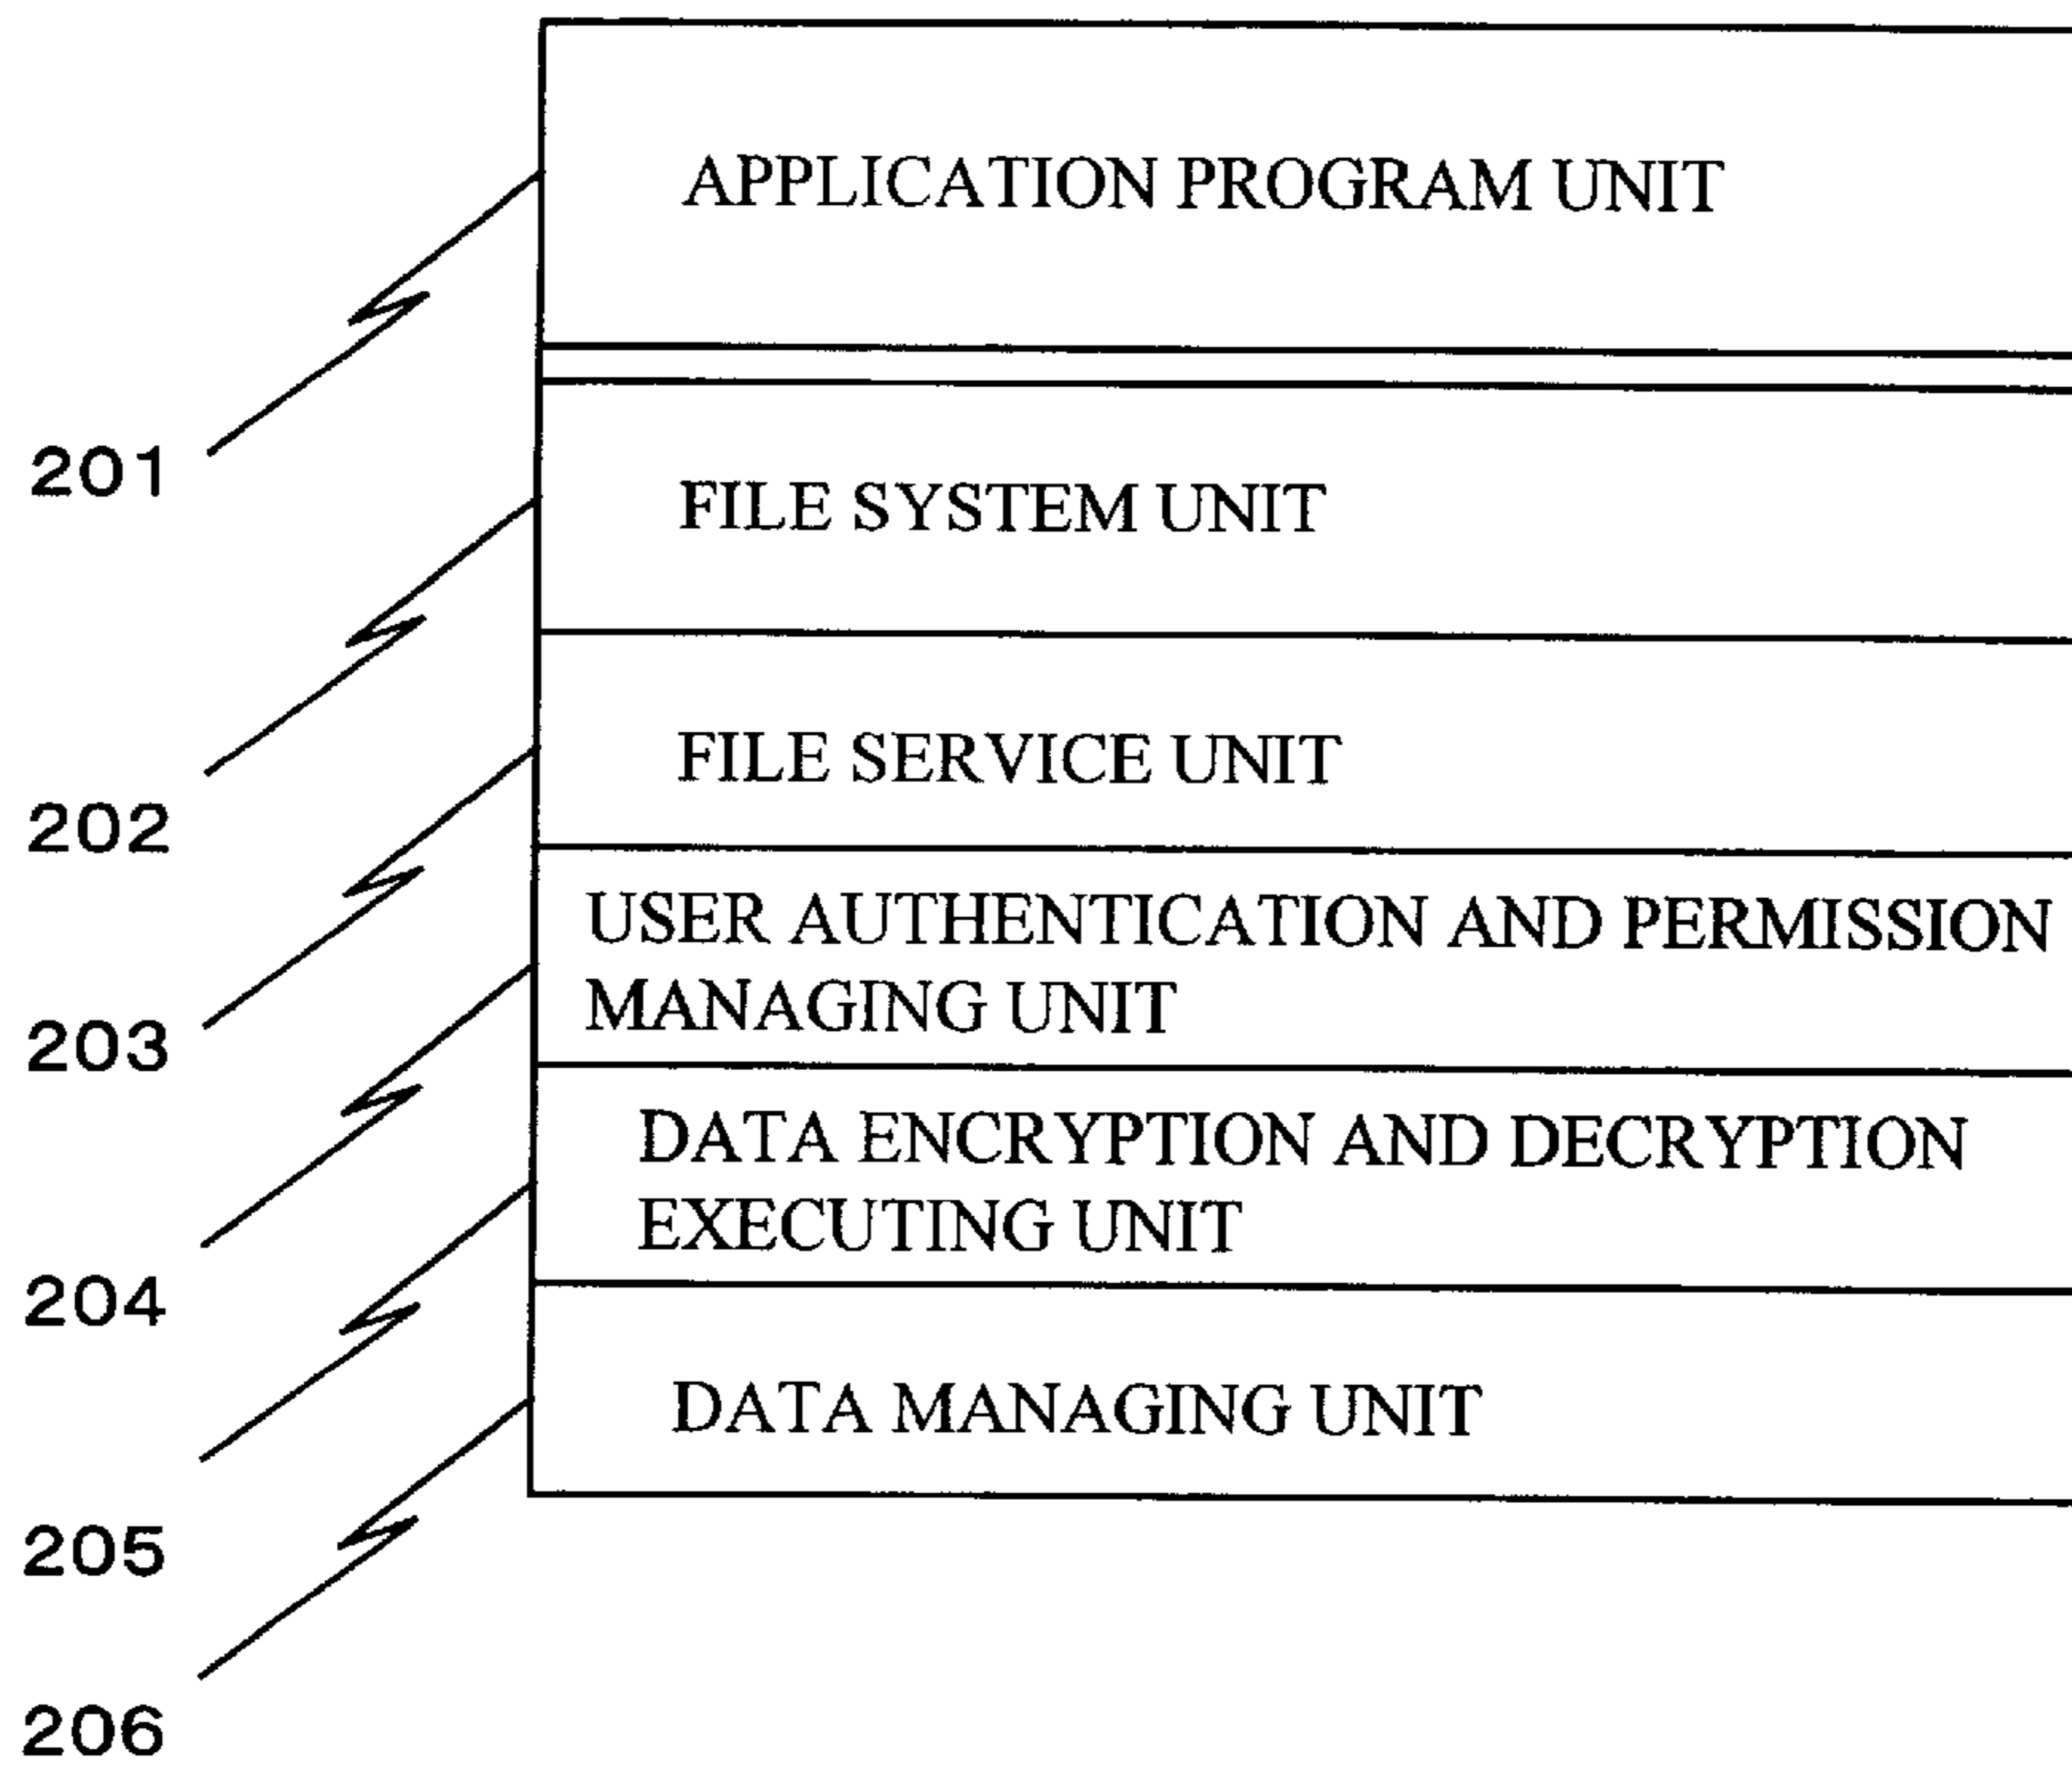 APPLICATION PROGRAM UNIT
201
FILE SYSTEM UNIT
202
FILE SERVICE UNIT
203
USER AUTHENTICATION AND PERMISSION
MANAGING UNIT
204
DATA ENCRYPTION AND DECRYPTION
EXECUTING UNIT
205
DATA MANAGING UNIT
206